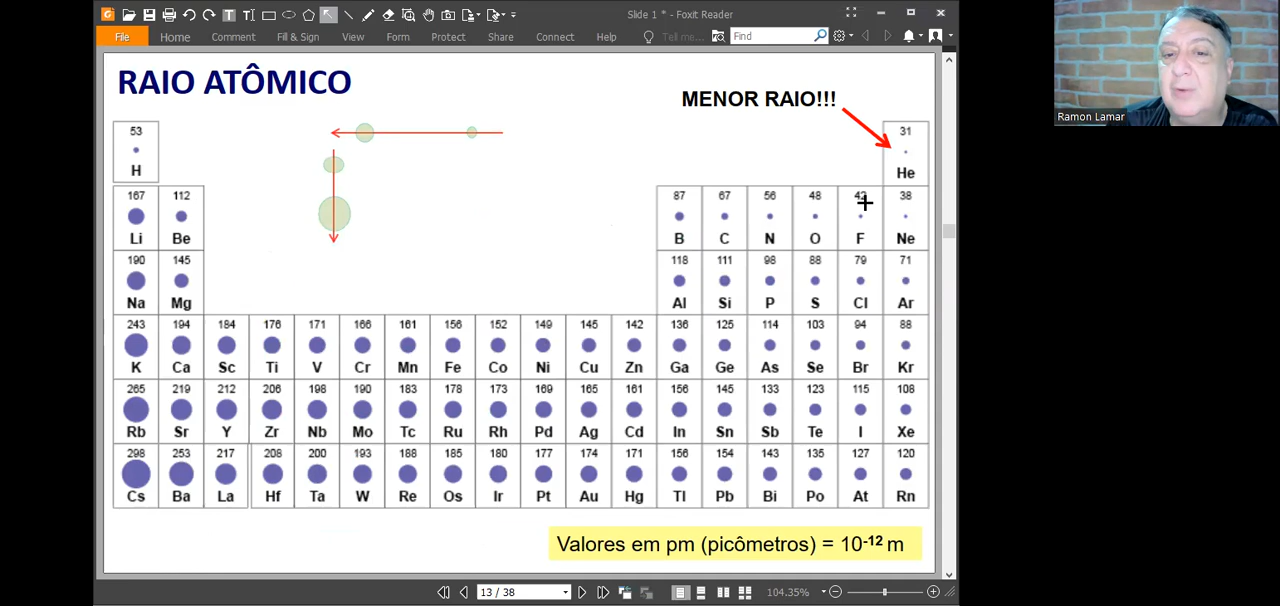 Slide 1 * - Foxit Reader
Find
File Home Comment Fill & Sign View Form Protect Share Connect Help Tell me...
RAIO ATÔMICO
MENOR RAIO!!!
53 31
H He
167 112 87 67 56 48 42 38
Li Be B C N O F Ne
190 145 118 111 98 88 79 71
Na Mg Al Si P S Cl Ar
243 194 184 176 171 166 161 156 152 149 145 142 136 125 114 103 94 88
K Ca Sc Ti V Cr Mn Fe Co Ni Cu Zn Ga Ge As Se Br Kr
265 219 212 206 198 190 183 178 173 169 165 161 156 145 133 123 115 108
Rb Sr Y Zr Nb Mo Tc Ru Rh Pd Ag Cd In Sn Sb Te I Xe
298 253 217 208 200 193 188 185 180 177 174 171 156 154 143 135 127 120
Cs Ba La Hf Ta W Re Os Ir Pt Au Hg Tl Pb Bi Po At Rn
Valores em pm (picômetros) = 10⁻¹² m
13 / 38
104.35%
Ramon Lamar